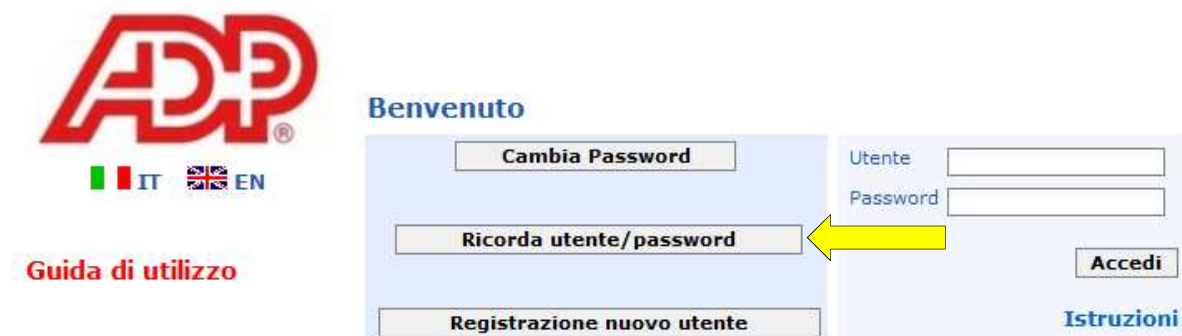 ADP®
IT EN
Guida di utilizzo
Benvenuto
Cambia Password
Ricorda utente/password
Registrazione nuovo utente
Utente
Password
Accedi
Istruzioni